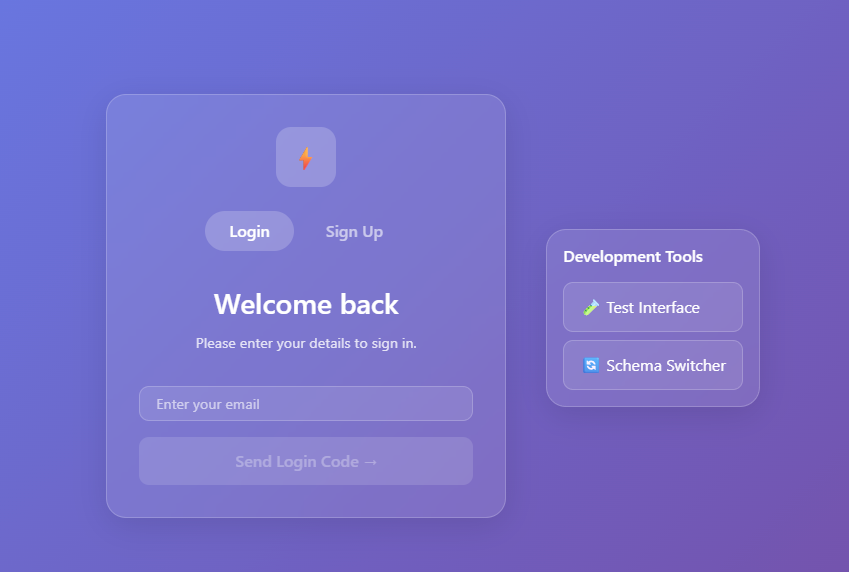 Login
Sign Up
Welcome back
Please enter your details to sign in.
Enter your email
Send Login Code →
Development Tools
🧪 Test Interface
🔄 Schema Switcher